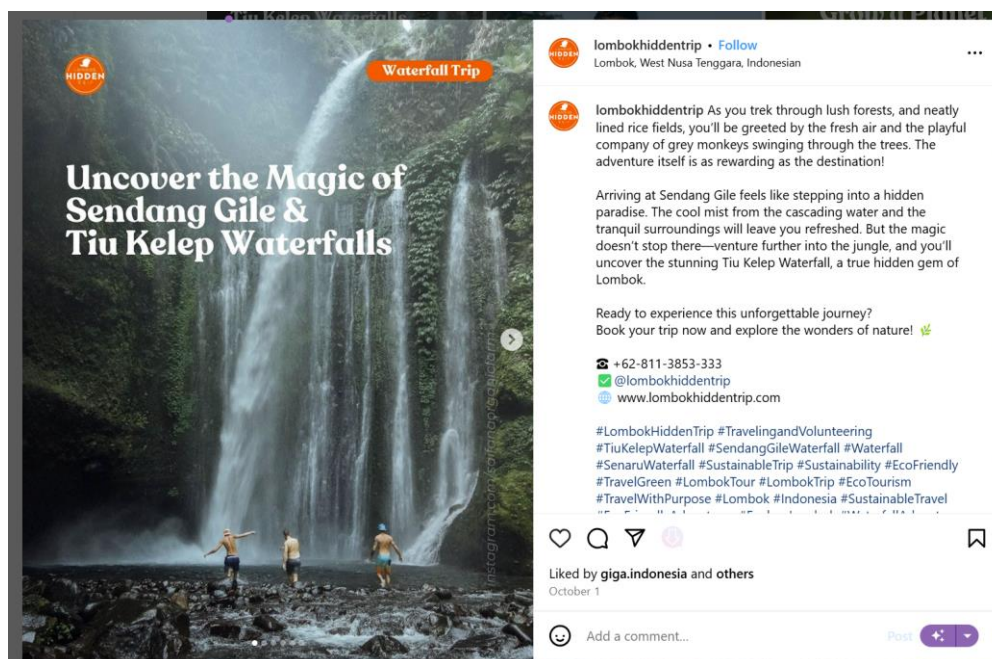 Tiu Kelep Waterfalls
HIDDEN
Waterfall Trip
Uncover the Magic of
Sendang Gile &
Tiu Kelep Waterfalls
lombokhiddentrip • Follow
Lombok, West Nusa Tenggara, Indonesian
HIDDEN
HIDDEN
lombokhiddentrip As you trek through lush forests, and neatly
lined rice fields, you'll be greeted by the fresh air and the playful
company of grey monkeys swinging through the trees. The
adventure itself is as rewarding as the destination!
Arriving at Sendang Gile feels like stepping into a hidden
paradise. The cool mist from the cascading water and the
tranquil surroundings will leave you refreshed. But the magic
doesn't stop there—venture further into the jungle, and you'll
uncover the stunning Tiu Kelep Waterfall, a true hidden gem of
Lombok.
Ready to experience this unforgettable journey?
Book your trip now and explore the wonders of nature! 🌿
☎ +62-811-3853-333
✅ @lombokhiddentrip
🌐 www.lombokhiddentrip.com
#LombokHiddenTrip #TravelingandVolunteering
#TiuKelepWaterfall #SendangGileWaterfall #Waterfall
#SenaruWaterfall #SustainableTrip #Sustainability #EcoFriendly
#TravelGreen #LombokTour #LombokTrip #EcoTourism
#TravelWithPurpose #Lombok #Indonesia #SustainableTravel
Liked by giga.indonesia and others
October 1
Add a comment...
Post